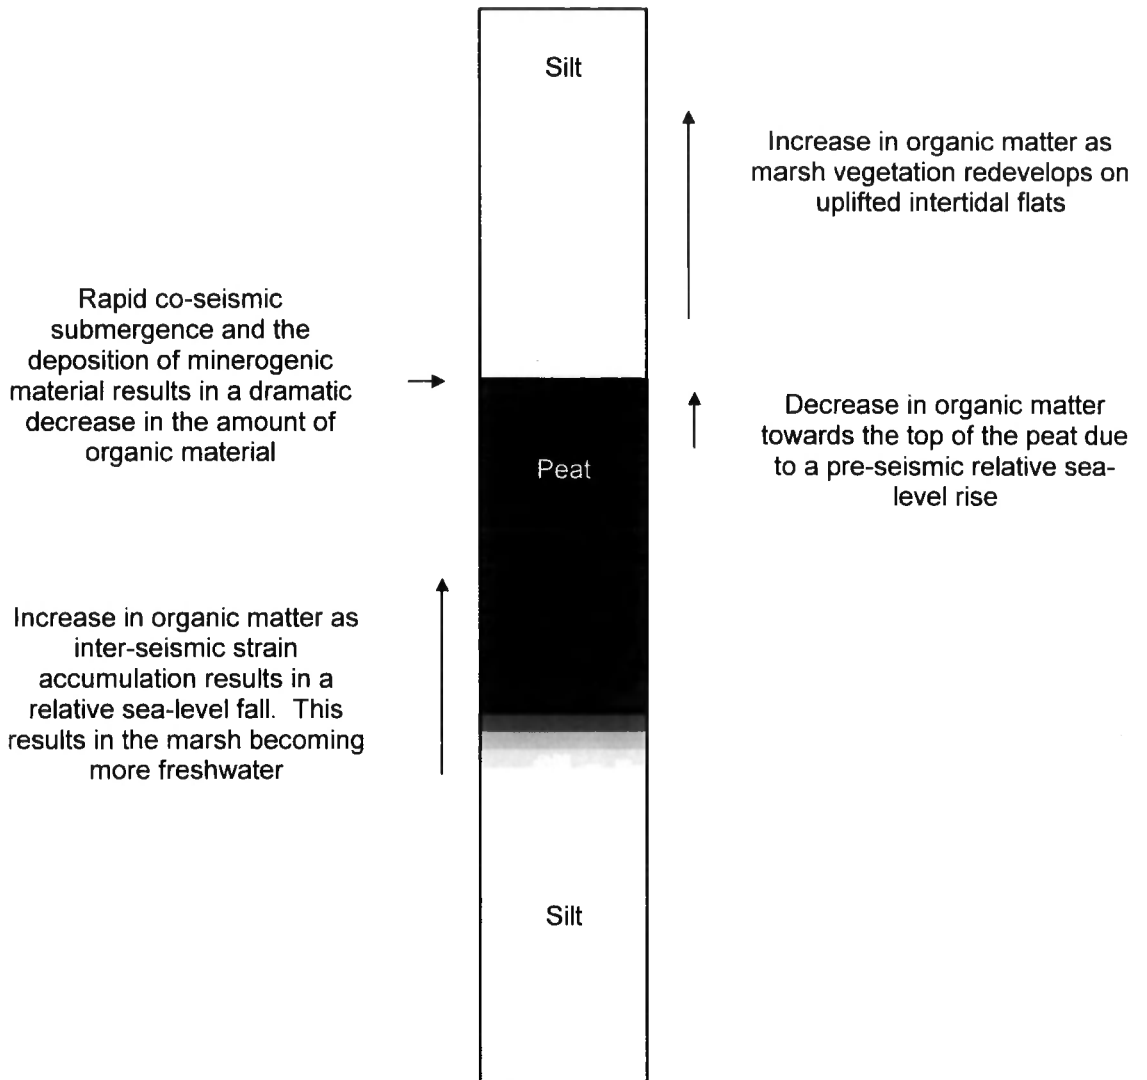 Silt
Increase in organic matter as
marsh vegetation redevelops on
uplifted intertidal flats
Rapid co-seismic
submergence and the
deposition of minerogenic
material results in a dramatic
decrease in the amount of
organic material
Decrease in organic matter
towards the top of the peat due
to a pre-seismic relative sea-
level rise
Peat
Increase in organic matter as
inter-seismic strain
accumulation results in a
relative sea-level fall. This
results in the marsh becoming
more freshwater
Silt